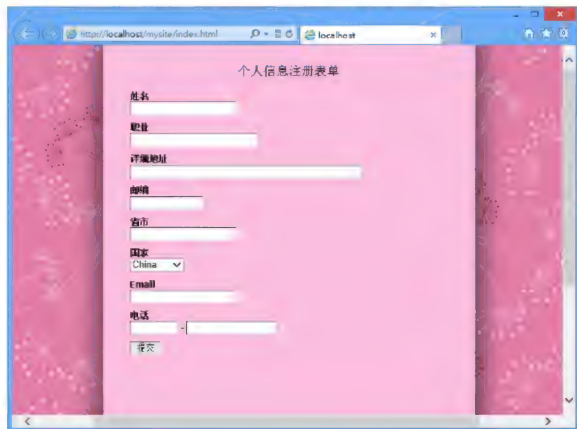 http://localhost/mysite/index.html
localhost
个人信息注册表单
姓名
职位
详细地址
邮编
省市
国家
China
Email
电话
-
提交